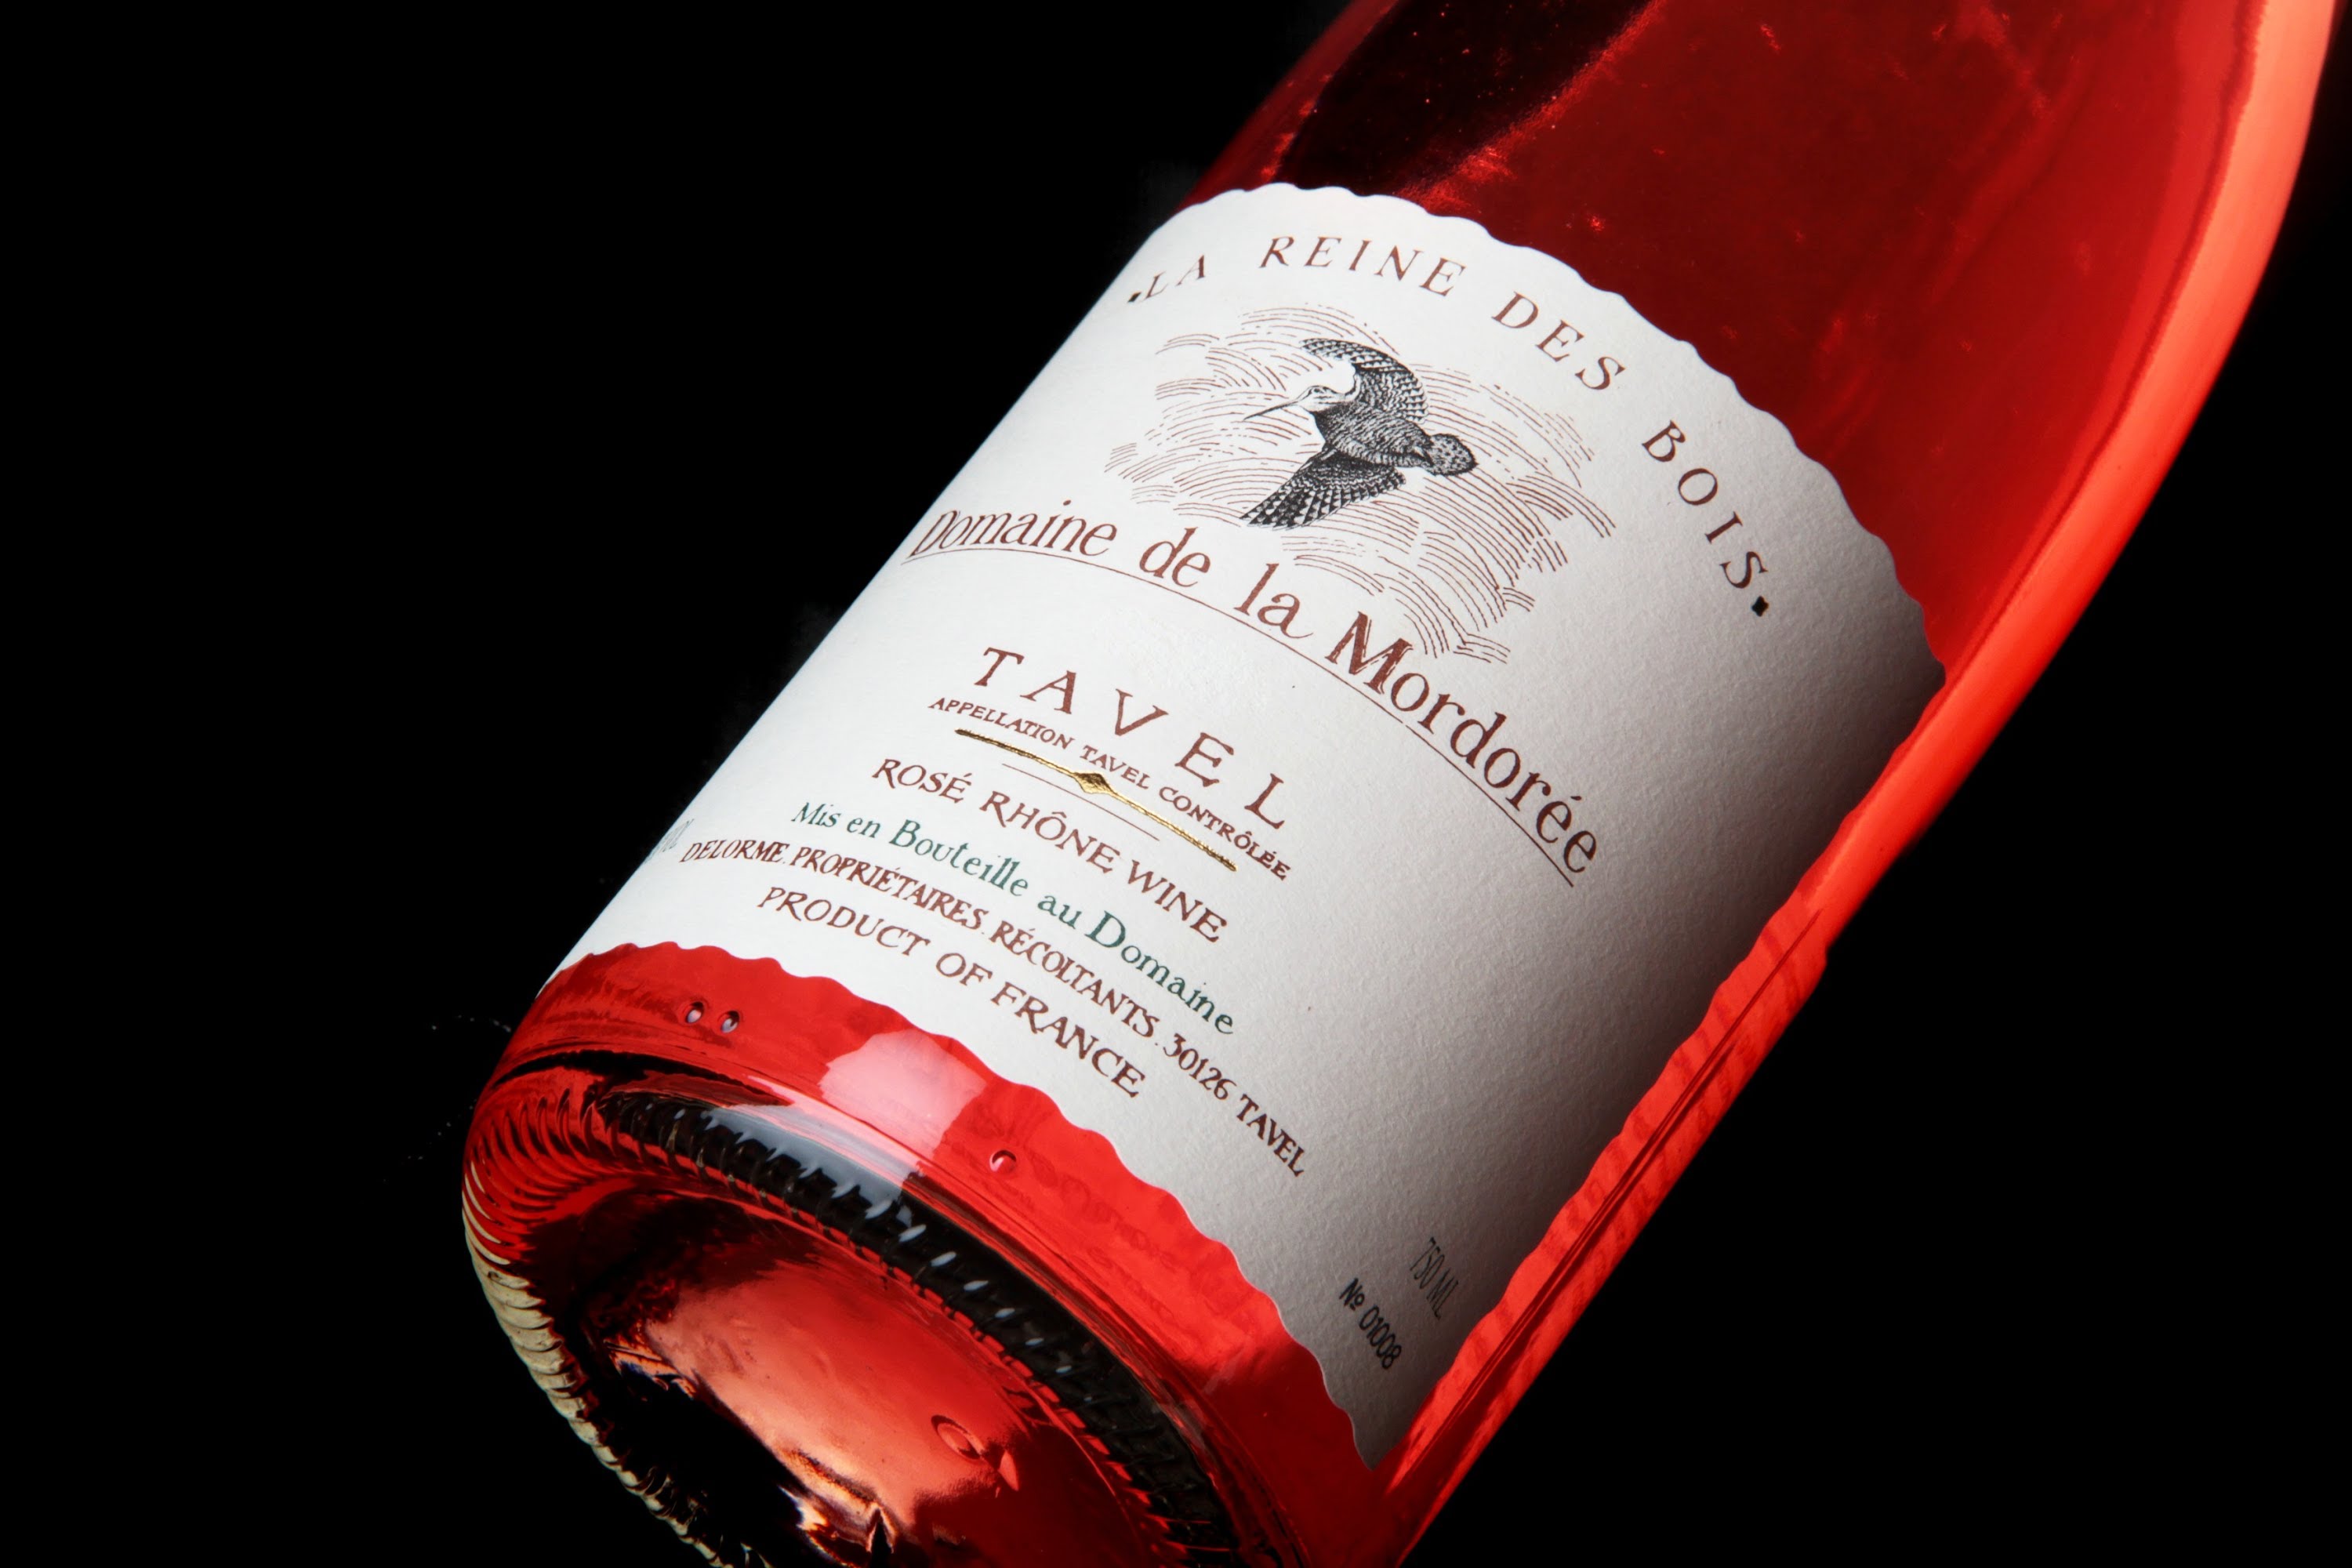 .LA REINE DES BOIS.
Domaine de la Mordorée
TAVEL
APPELLATION TAVEL CONTRÔLÉE
ROSÉ RHÔNE WINE
Mis en Bouteille au Domaine
DELORME. PROPRIÉTAIRES. RÉCOLTANTS. 30126 TAVEL
PRODUCT OF FRANCE
750 ML
№ 01008